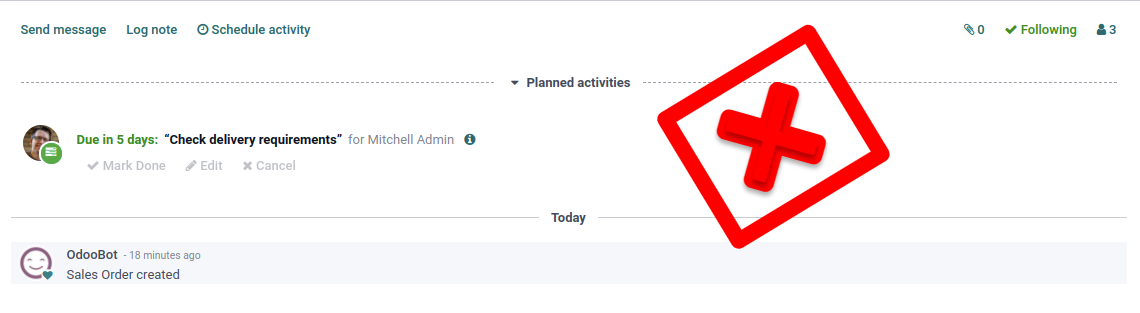 Send message Log note Schedule activity 0 Following 3
Planned activities
Due in 5 days: “Check delivery requirements” for Mitchell Admin
Mark Done Edit Cancel
Today
OdooBot - 18 minutes ago
Sales Order created